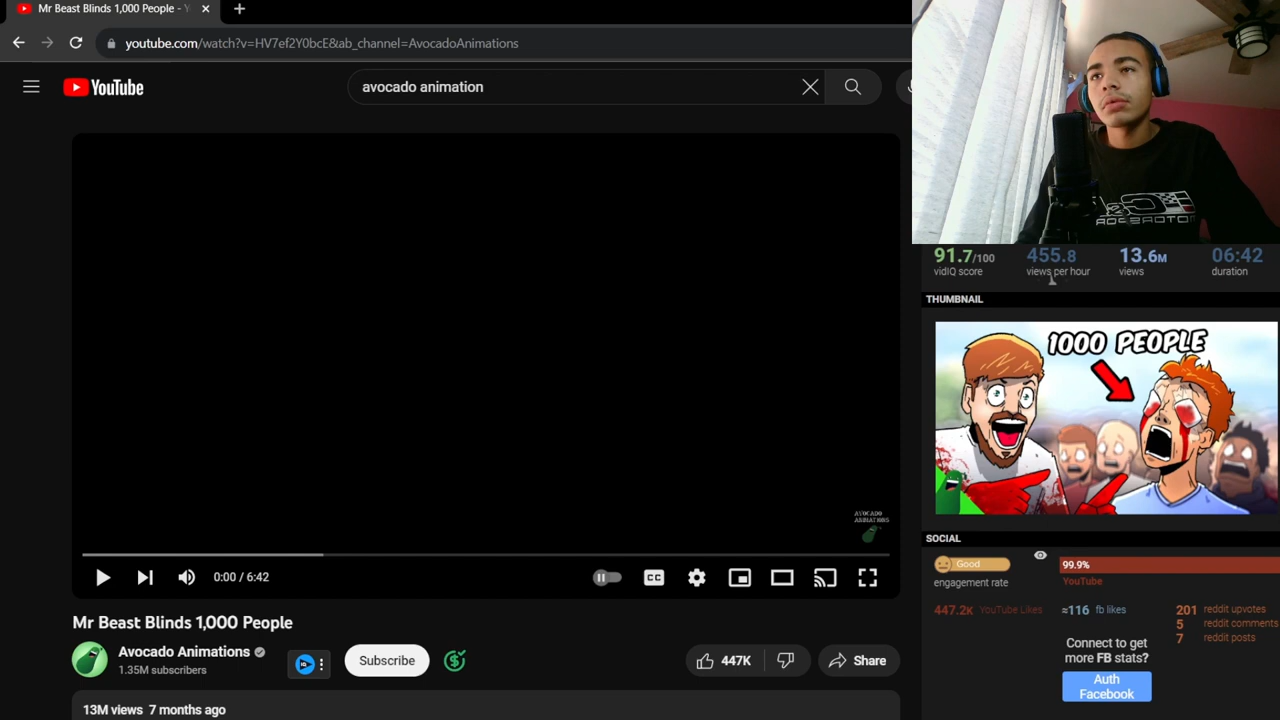 Mr Beast Blinds 1,000 People - Y
youtube.com/watch?v=HV7ef2Y0bcE&ab_channel=AvocadoAnimations
YouTube
avocado animation
91.7/100
vidIQ score
455.8
views per hour
13.6M
views
06:42
duration
THUMBNAIL
1000 PEOPLE
AVOCADO
ANIMATIONS
0:00 / 6:42
CC
SOCIAL
Good
engagement rate
99.9%
YouTube
447.2K YouTube Likes
≈116 fb likes
201 reddit upvotes
5 reddit comments
7 reddit posts
Connect to get
more FB stats?
Auth
Facebook
Mr Beast Blinds 1,000 People
Avocado Animations
1.35M subscribers
Subscribe
447K
Share
13M views 7 months ago